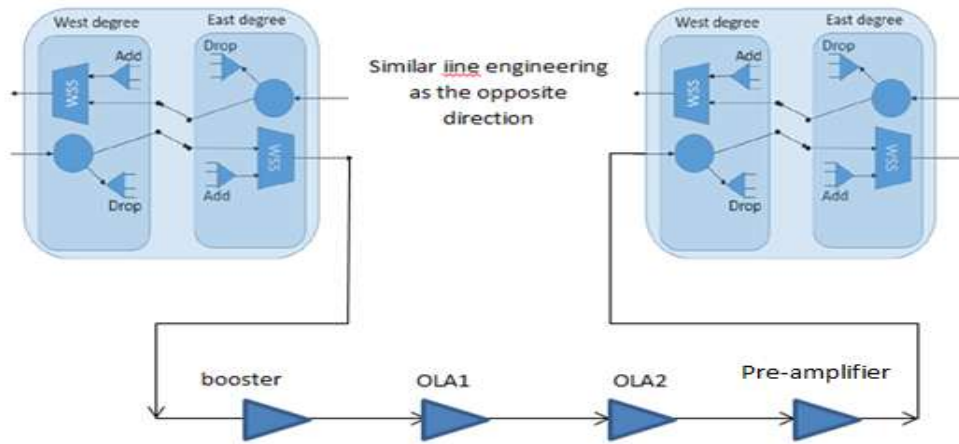 West degree
East degree
Drop
Add
WSS
WSS
Add
Drop
Similar iine engineering
as the opposite
direction
West degree
East degree
Drop
Add
WSS
WSS
Add
Drop
booster
OLA1
OLA2
Pre-amplifier